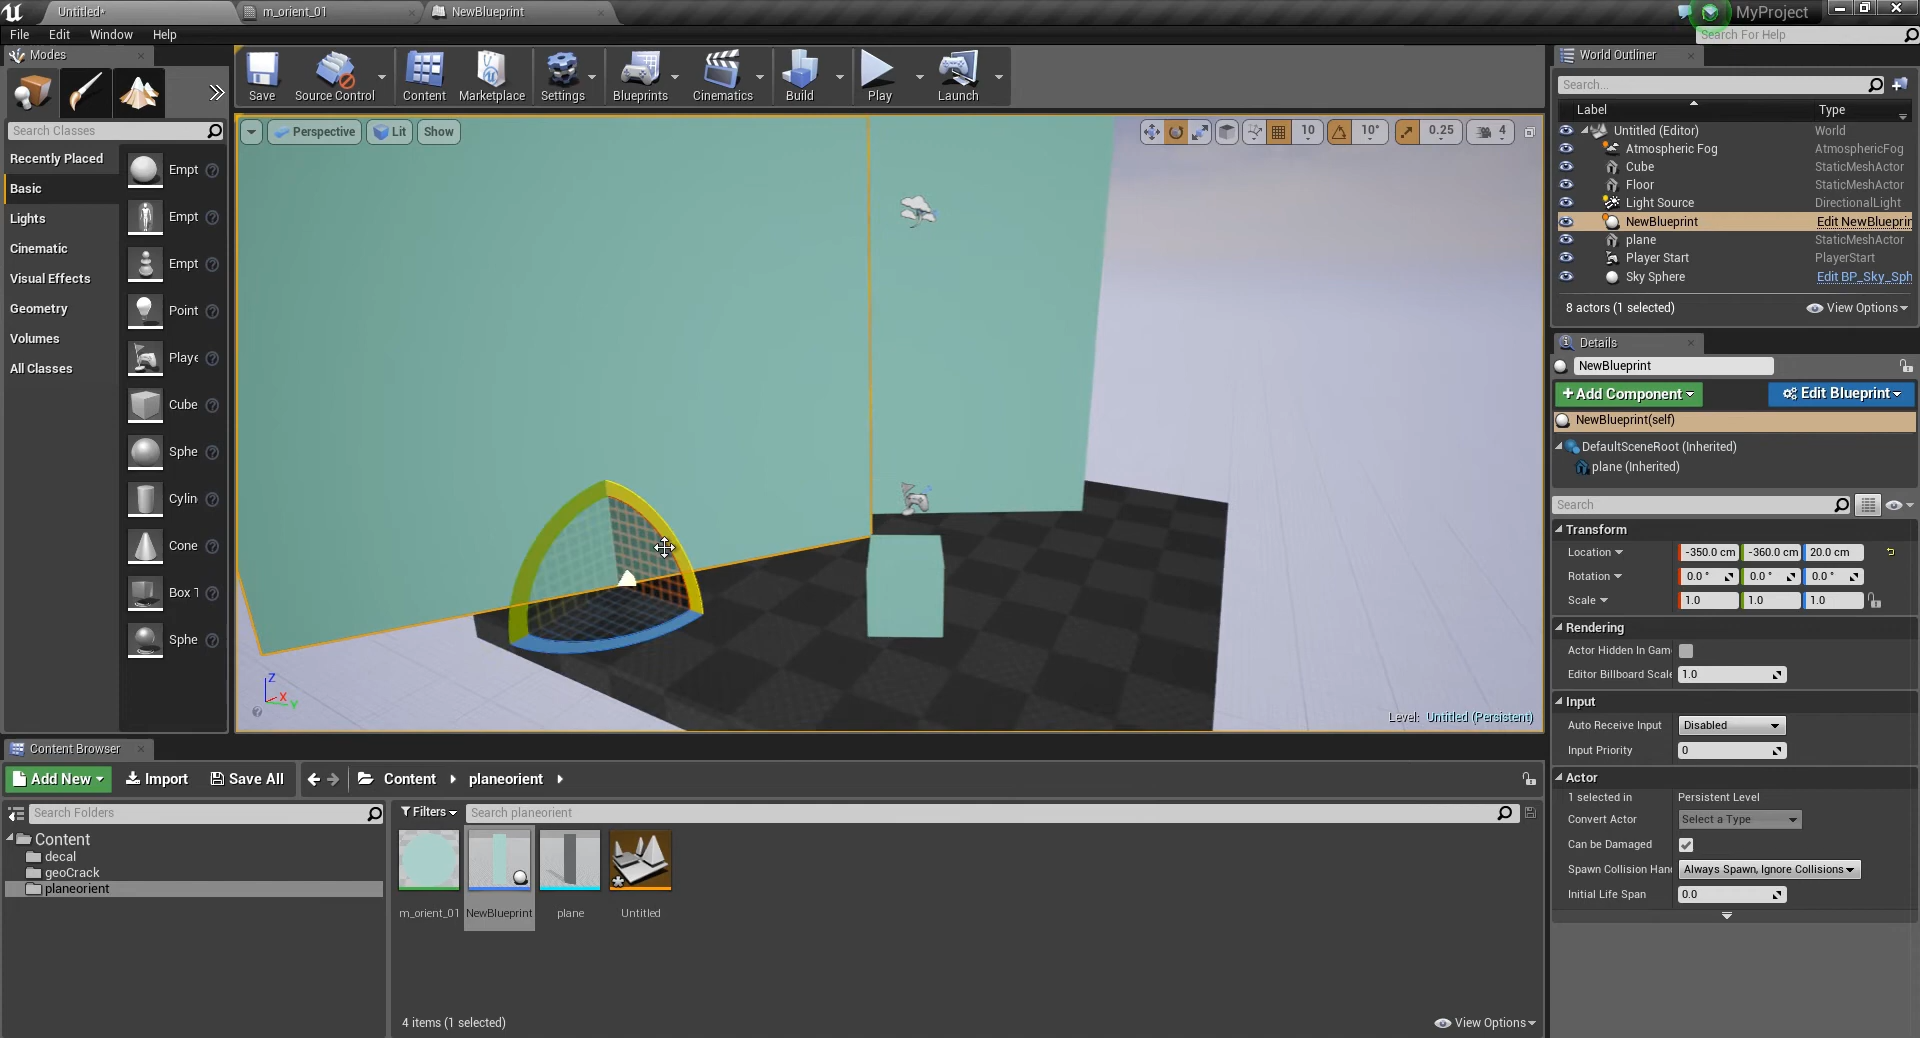 Untitled*
m_orient_01
NewBlueprint
MyProject
File Edit Window Help
Search For Help
Modes
Search Classes
Recently Placed
Basic
Lights
Cinematic
Visual Effects
Geometry
Volumes
All Classes
Empt
Empt
Empt
Point
Playe
Cube
Sphe
Cylin
Cone
Box T
Sphe
Save
Source Control
Content
Marketplace
Settings
Blueprints
Cinematics
Build
Play
Launch
Perspective
Lit
Show
10
10°
0.25
4
Z
X
Y
Level: Untitled (Persistent)
World Outliner
Search...
Label Type
Untitled (Editor) World
Atmospheric Fog AtmosphericFog
Cube StaticMeshActor
Floor StaticMeshActor
Light Source DirectionalLight
NewBlueprint Edit NewBlueprin
plane StaticMeshActor
Player Start PlayerStart
Sky Sphere Edit BP_Sky_Sph
8 actors (1 selected)
View Options
Details
NewBlueprint
+Add Component
Edit Blueprint
NewBlueprint(self)
DefaultSceneRoot (Inherited)
plane (Inherited)
Search
Transform
Location -350.0 cm -360.0 cm 20.0 cm
Rotation 0.0° 0.0° 0.0°
Scale 1.0 1.0 1.0
Rendering
Actor Hidden In Gam
Editor Billboard Scale 1.0
Input
Auto Receive Input Disabled
Input Priority 0
Actor
1 selected in Persistent Level
Convert Actor Select a Type
Can be Damaged
Spawn Collision Hand Always Spawn, Ignore Collisions
Initial Life Span 0.0
Content Browser
Add New
Import
Save All
Content
planeorient
Search Folders
Content
decal
geoCrack
planeorient
Filters
Search planeorient
m_orient_01
NewBlueprint
plane
Untitled
4 items (1 selected)
View Options